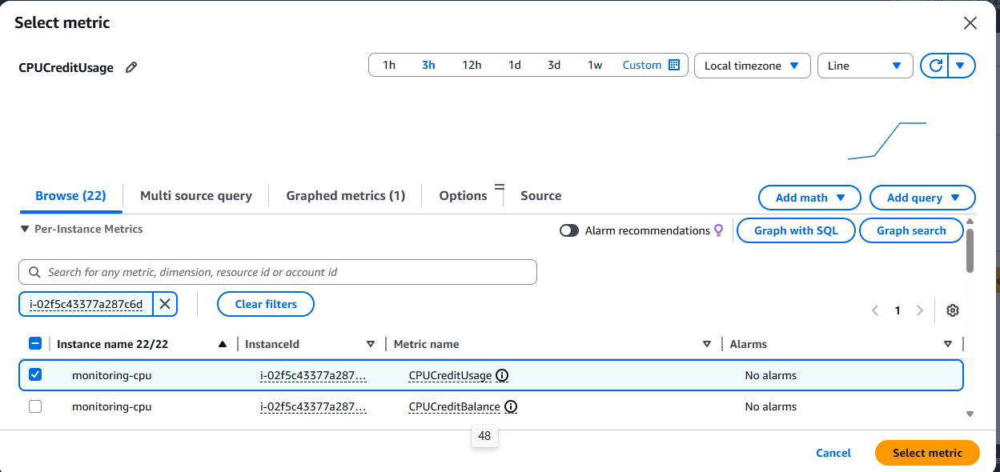 Select metric
CPUCreditUsage
1h 3h 12h 1d 3d 1w Custom
Local timezone
Line
Browse (22) Multi source query Graphed metrics (1) Options Source
Add math Add query
Per-Instance Metrics
Alarm recommendations
Graph with SQL Graph search
Search for any metric, dimension, resource id or account id
i-02f5c43377a287c6d
Clear filters
1
Instance name 22/22 InstanceId Metric name Alarms
monitoring-cpu i-02f5c43377a287... CPUCreditUsage No alarms
monitoring-cpu i-02f5c43377a287... CPUCreditBalance No alarms
48
Cancel Select metric